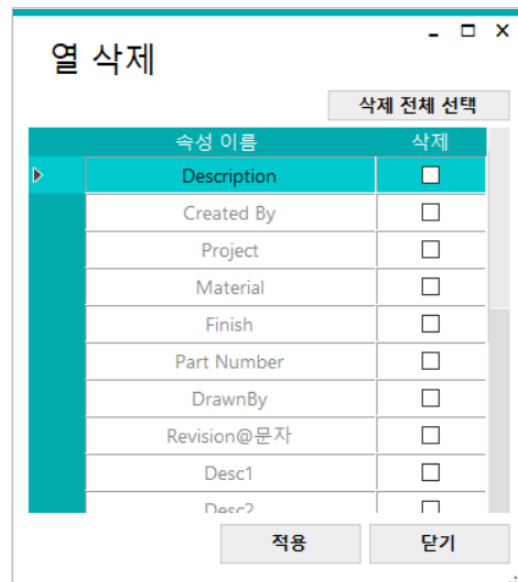 열 삭제
삭제 전체 선택
속성 이름 삭제
Description
Created By
Project
Material
Finish
Part Number
DrawnBy
Revision@문자
Desc1
Desc2
적용 닫기